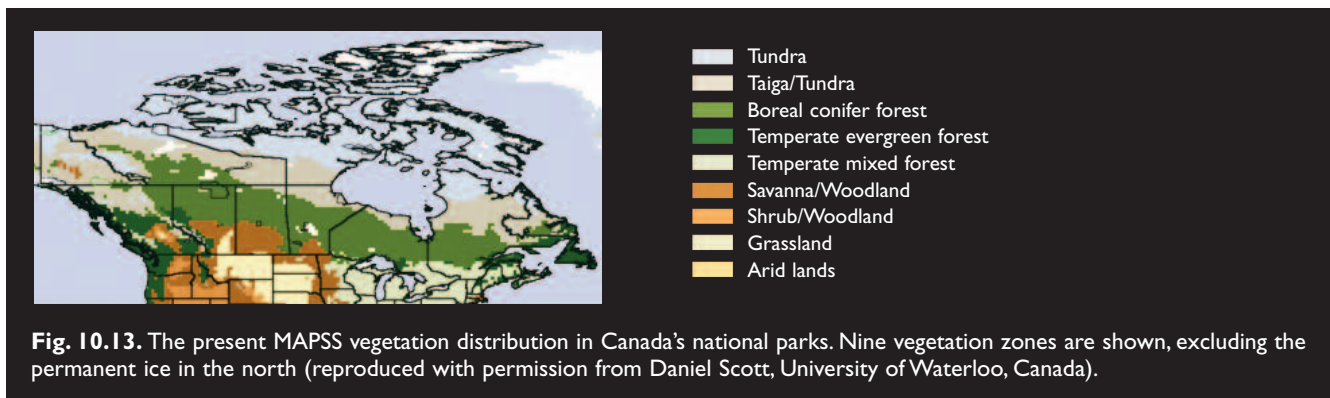 Tundra
Taiga/Tundra
Boreal conifer forest
Temperate evergreen forest
Temperate mixed forest
Savanna/Woodland
Shrub/Woodland
Grassland
Arid lands
Fig. 10.13. The present MAPSS vegetation distribution in Canada’s national parks. Nine vegetation zones are shown, excluding the
permanent ice in the north (reproduced with permission from Daniel Scott, University of Waterloo, Canada).